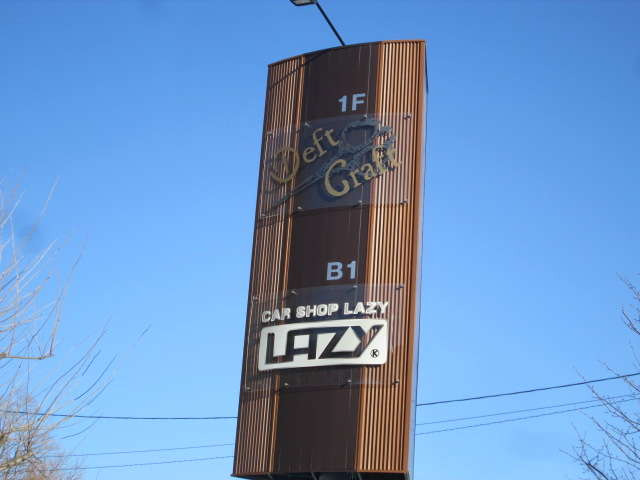 1F
Deft
Craft
B1
CAR SHOP LAZY
LAZY®